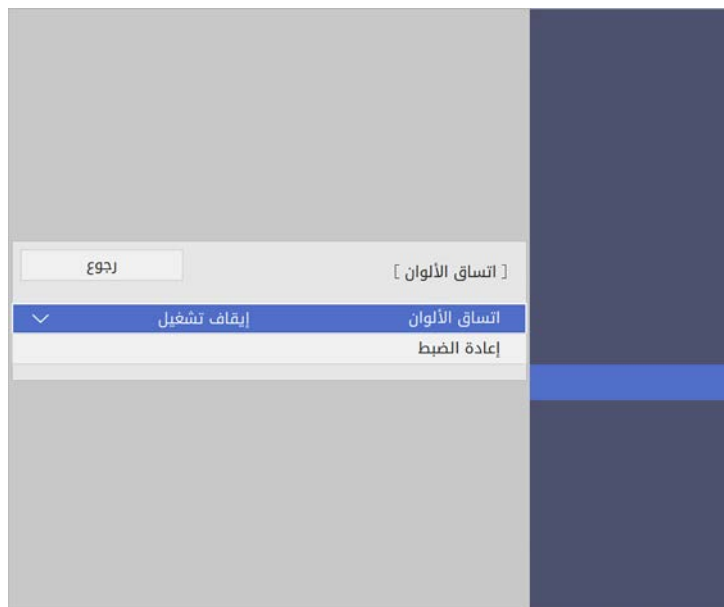 [ اتساق الألوان ] رجوع
اتساق الألوان إيقاف تشغيل
إعادة الضبط